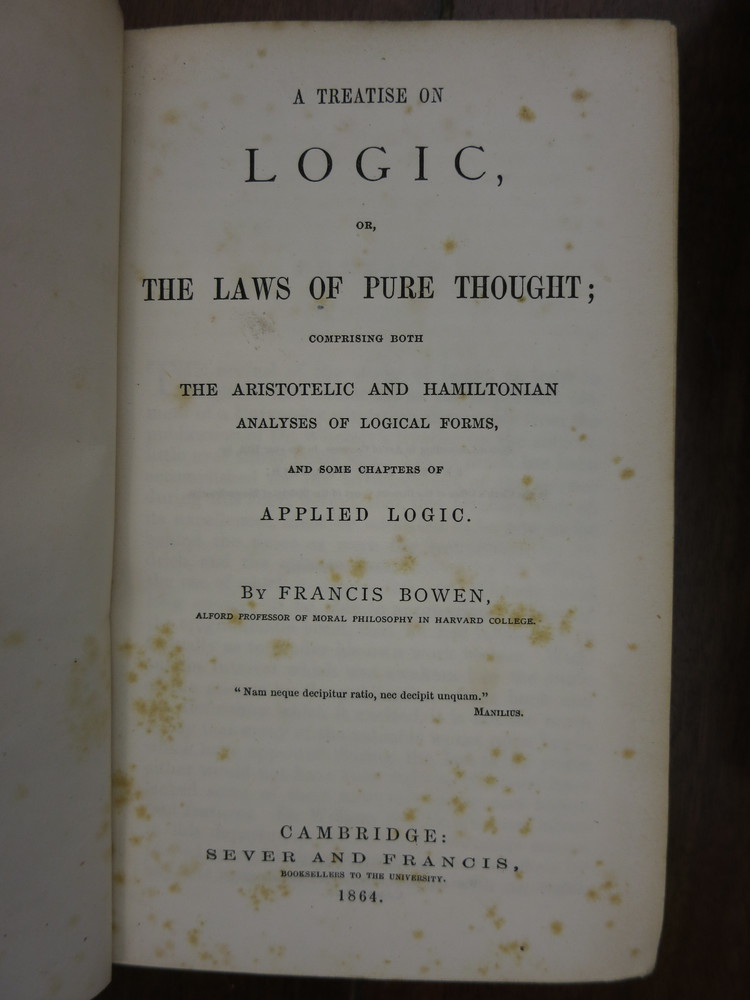 A TREATISE ON
LOGIC,
OR,
THE LAWS OF PURE THOUGHT;
COMPRISING BOTH
THE ARISTOTELIC AND HAMILTONIAN
ANALYSES OF LOGICAL FORMS,
AND SOME CHAPTERS OF
APPLIED LOGIC.
By FRANCIS BOWEN,
ALFORD PROFESSOR OF MORAL PHILOSOPHY IN HARVARD COLLEGE.
“Nam neque decipitur ratio, nec decipit unquam.”
MANILIUS.
CAMBRIDGE:
SEVER AND FRANCIS,
BOOKSELLERS TO THE UNIVERSITY.
1864.